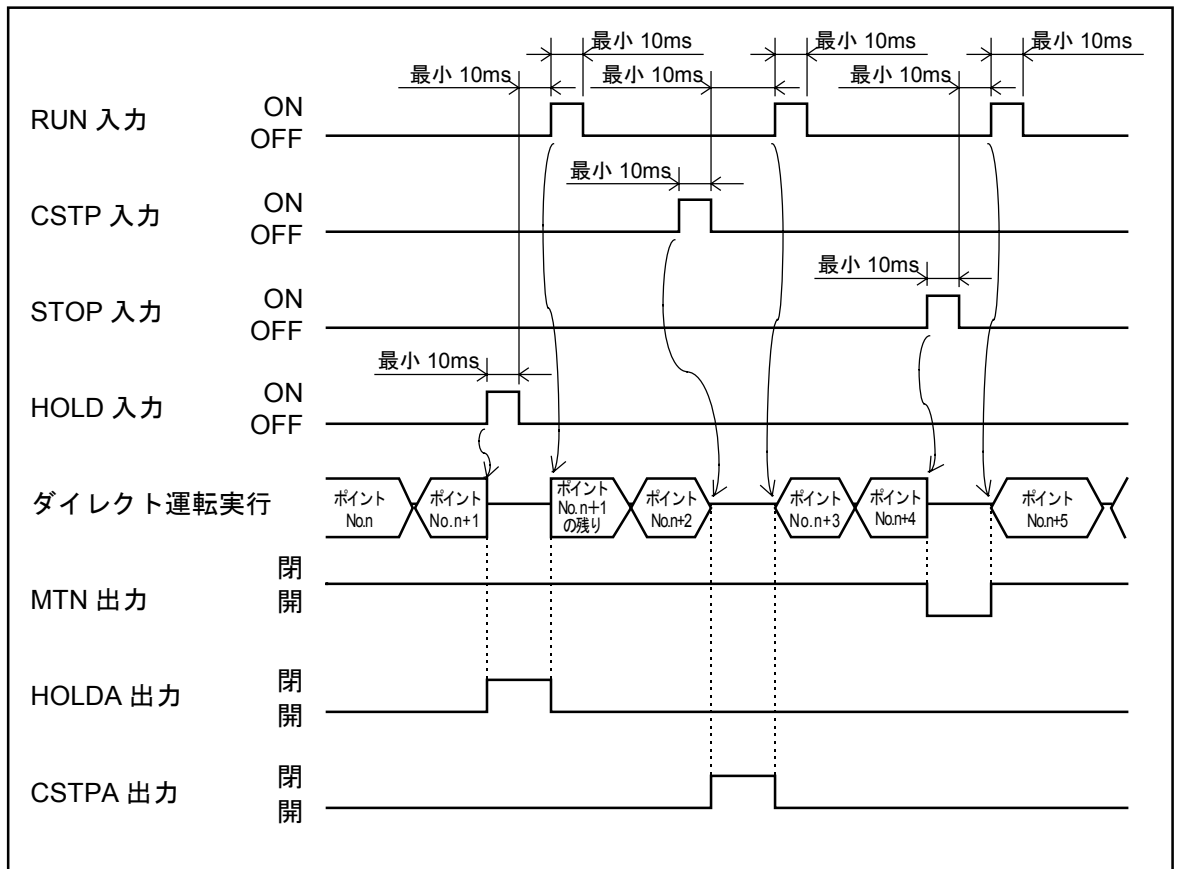 最小 10ms
最小 10ms
最小 10ms
最小 10ms
最小 10ms
最小 10ms
RUN 入力
ON
OFF
最小 10ms
CSTP 入力
ON
OFF
最小 10ms
STOP 入力
ON
OFF
最小 10ms
HOLD 入力
ON
OFF
ダイレクト運転実行
ポイント
No.n
ポイント
No.n+1
ポイント
No.n+1
の残り
ポイント
No.n+2
ポイント
No.n+3
ポイント
No.n+4
ポイント
No.n+5
MTN 出力
閉
開
HOLDA 出力
閉
開
CSTPA 出力
閉
開